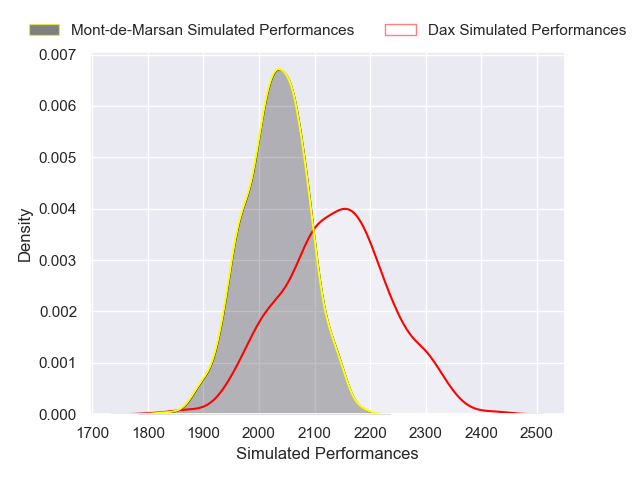 Mont-de-Marsan Simulated Performances
Dax Simulated Performances
0.007
0.006
0.005
0.004
0.003
0.002
0.001
0.000
Density
1700 1800 1900 2000 2100 2200 2300 2400 2500
Simulated Performances